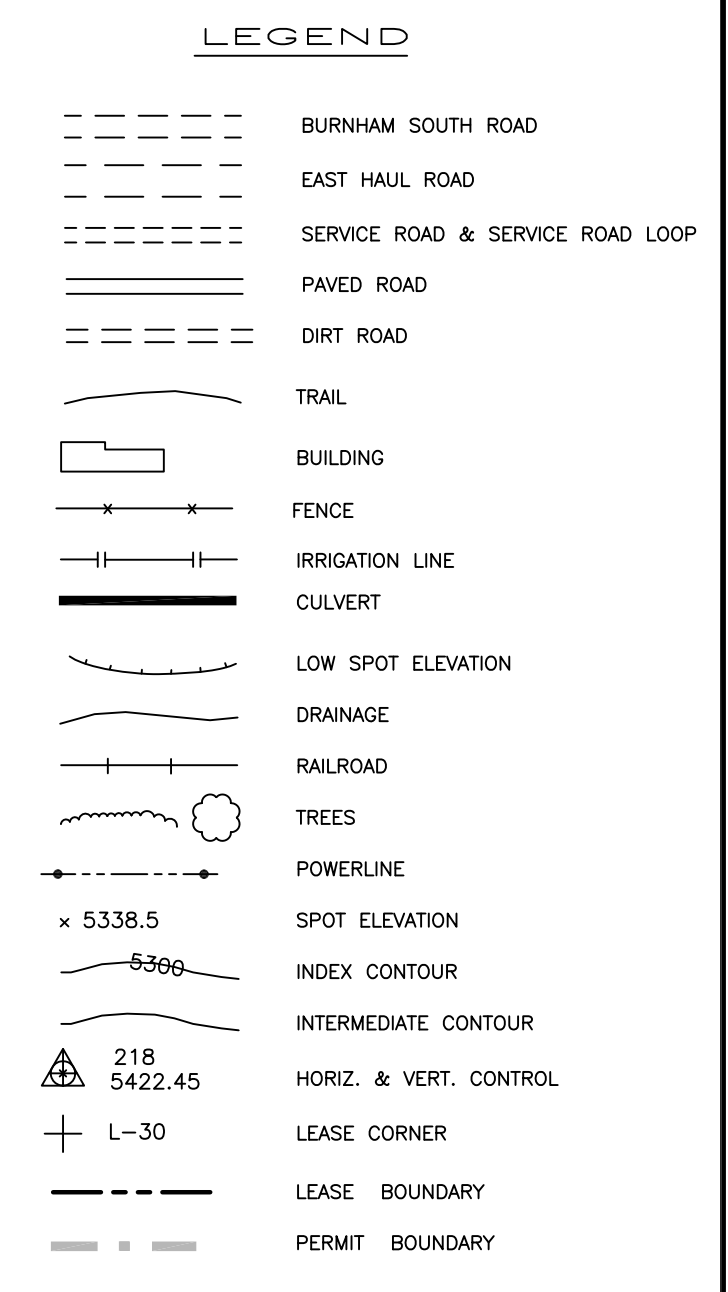 LEGEND
BURNHAM SOUTH ROAD
EAST HAUL ROAD
SERVICE ROAD & SERVICE ROAD LOOP
PAVED ROAD
DIRT ROAD
TRAIL
BUILDING
FENCE
IRRIGATION LINE
CULVERT
LOW SPOT ELEVATION
DRAINAGE
RAILROAD
TREES
POWERLINE
× 5338.5 SPOT ELEVATION
5300 INDEX CONTOUR
INTERMEDIATE CONTOUR
218
5422.45 HORIZ. & VERT. CONTROL
L-30 LEASE CORNER
LEASE BOUNDARY
PERMIT BOUNDARY